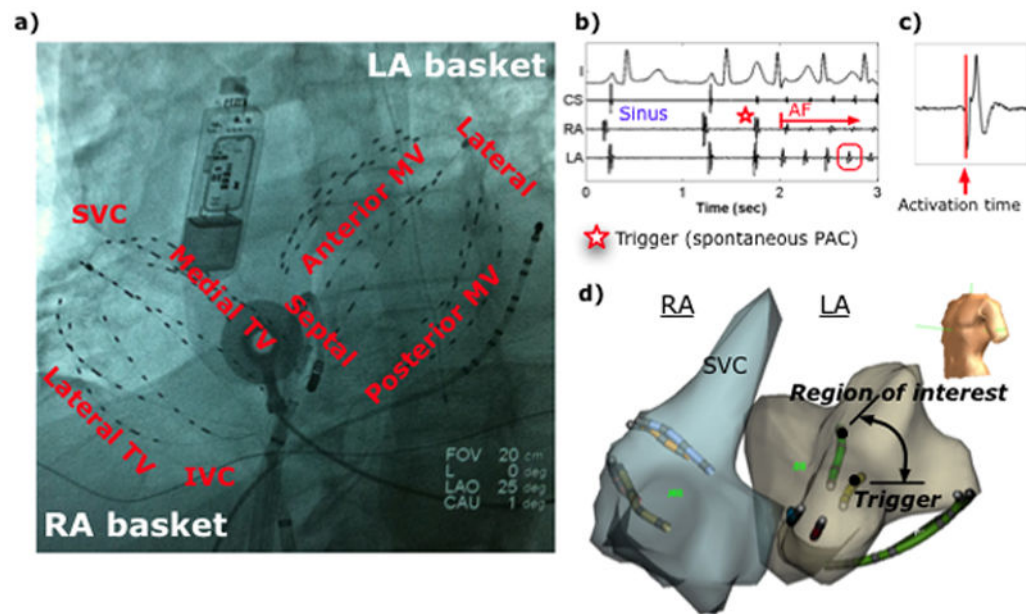 a)
LA basket
Lateral
Anterior MV
SVC
Medial TV
Septal
Posterior MV
Lateral TV
IVC
RA basket
FOV 20 cm
L 0 deg
LAO 25 deg
CAU 1 deg
b)
I
CS
RA
LA
Sinus
AF
0 1 2 3
Time (sec)
Trigger (spontaneous PAC)
c)
Activation time
d)
RA LA
SVC
Region of interest
Trigger